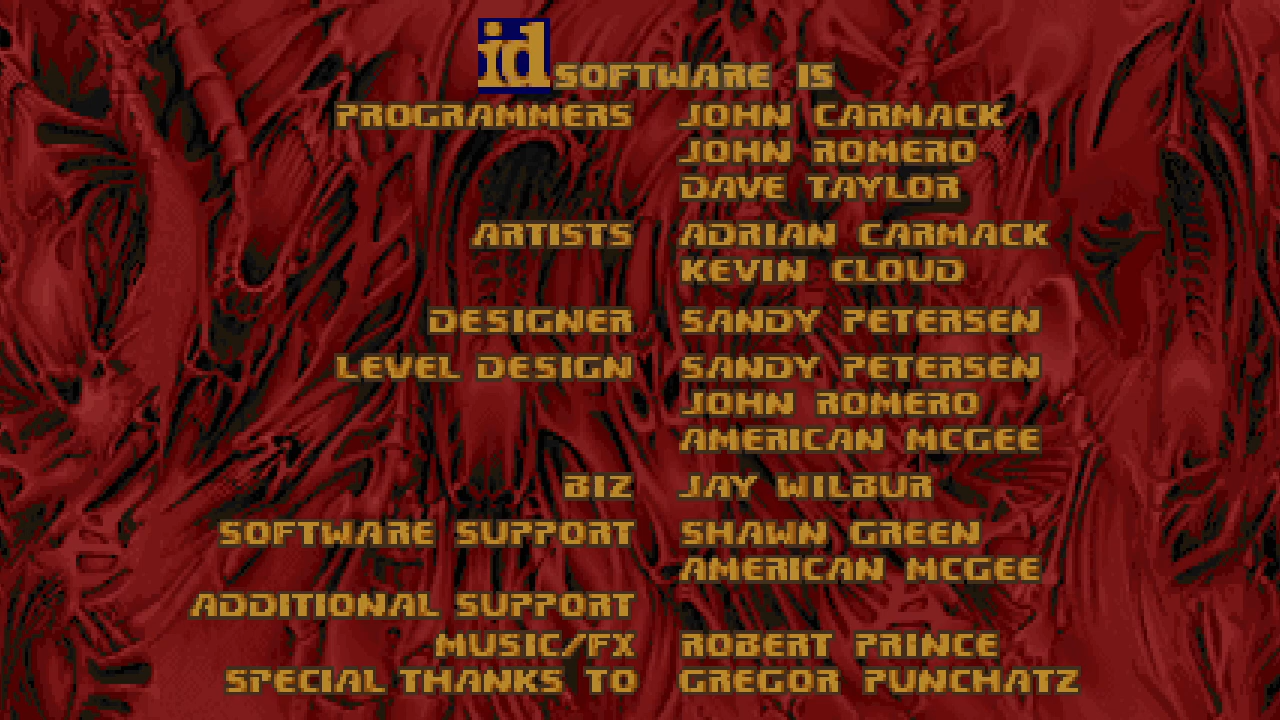 id SOFTWARE IS
PROGRAMMERS JOHN CARMACK
JOHN ROMERO
DAVE TAYLOR
ARTISTS ADRIAN CARMACK
KEVIN CLOUD
DESIGNER SANDY PETERSEN
LEVEL DESIGN SANDY PETERSEN
JOHN ROMERO
AMERICAN MCGEE
BIZ JAY WILBUR
SOFTWARE SUPPORT SHAWN GREEN
AMERICAN MCGEE
ADDITIONAL SUPPORT
MUSIC/FX ROBERT PRINCE
SPECIAL THANKS TO GREGOR PUNCHATZ